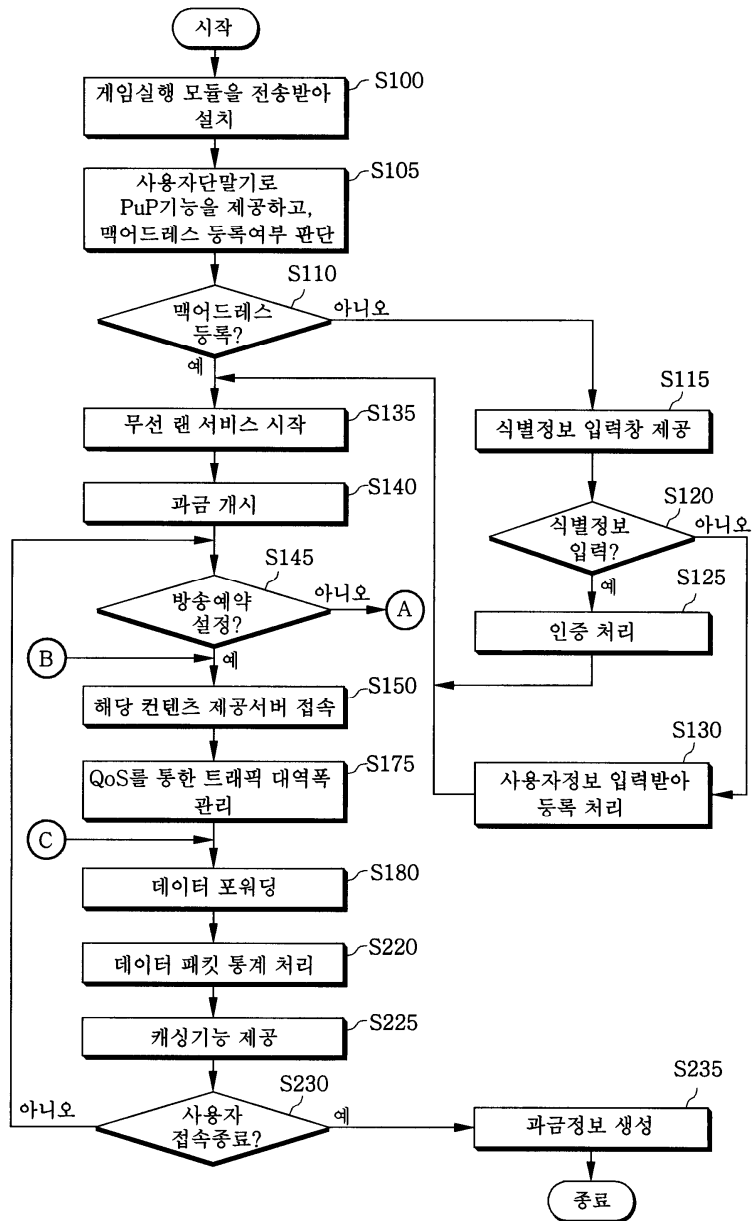 시작
게임실행 모듈을 전송받아
설치
S100
사용자단말기로
PuP기능을 제공하고,
맥어드레스 등록여부 판단
S105
S110
맥어드레스
등록?
아니오
예
S115
식별정보 입력창 제공
S135
무선 랜 서비스 시작
S120
식별정보
입력?
아니오
예
S140
과금 개시
S125
인증 처리
S145
방송예약
설정?
아니오
A
예
B
S150
해당 컨텐츠 제공서버 접속
S130
사용자정보 입력받아
등록 처리
S175
QoS를 통한 트래픽 대역폭
관리
C
S180
데이터 포워딩
S220
데이터 패킷 통계 처리
S225
캐싱기능 제공
S230
사용자
접속종료?
아니오
예
S235
과금정보 생성
종료